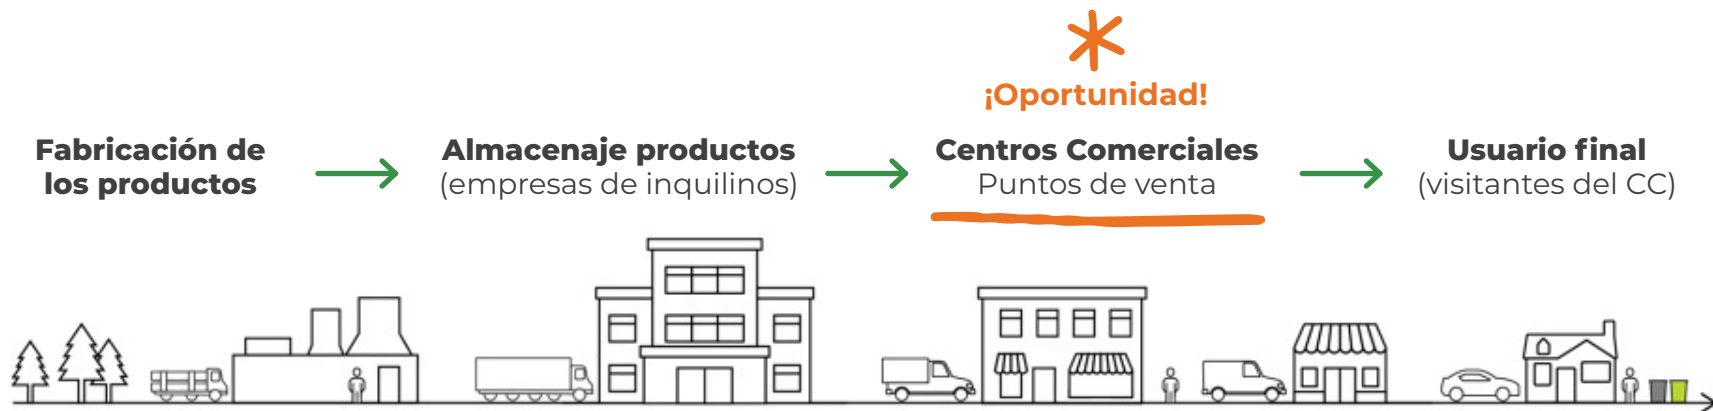 ¡Oportunidad!
Fabricación de
los productos
Almacenaje productos
(empresas de inquilinos)
Centros Comerciales
Puntos de venta
Usuario final
(visitantes del CC)